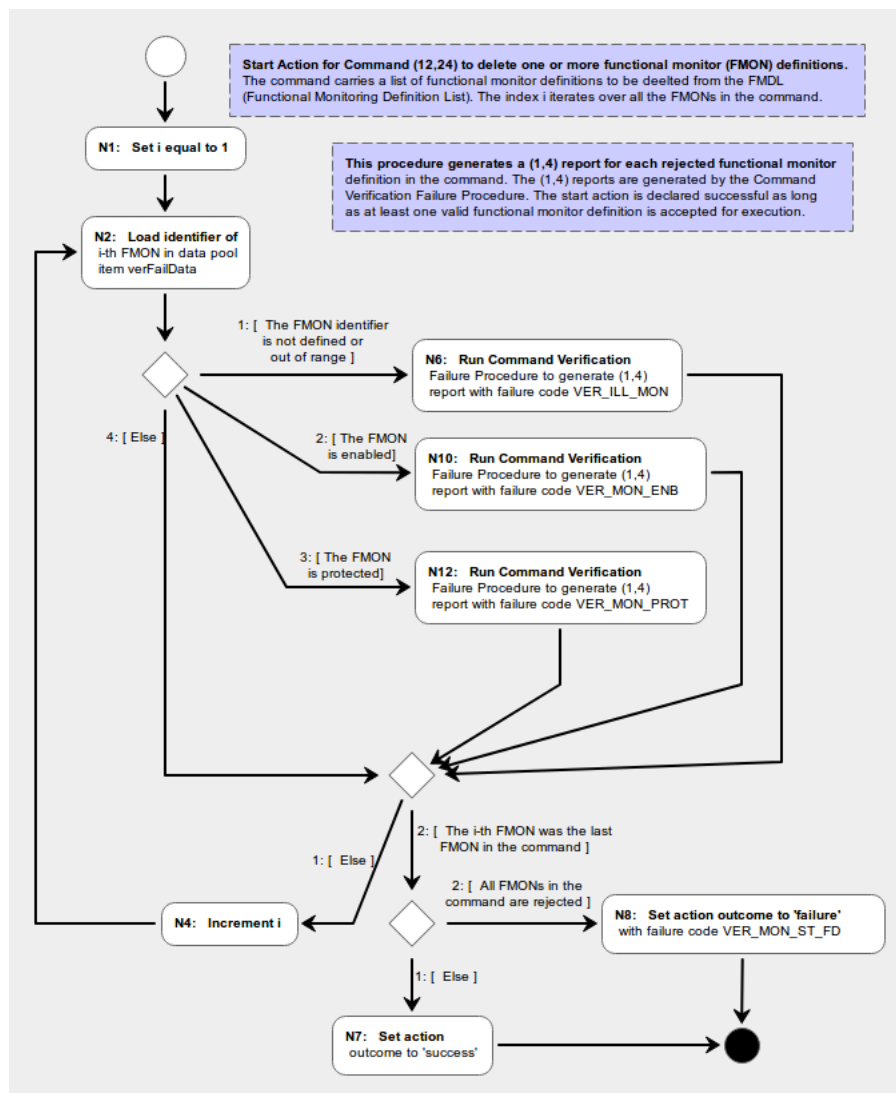 Start Action for Command (12,24) to delete one or more functional monitor (FMON) definitions.
The command carries a list of functional monitor definitions to be deelted from the FMDL
(Functional Monitoring Definition List). The index i iterates over all the FMONs in the command.
N1: Set i equal to 1
This procedure generates a (1,4) report for each rejected functional monitor
definition in the command. The (1,4) reports are generated by the Command
Verification Failure Procedure. The start action is declared successful as long
as at least one valid functional monitor definition is accepted for execution.
N2: Load identifier of
i-th FMON in data pool
item verFailData
1: [ The FMON identifier
is not defined or
out of range ]
N6: Run Command Verification
Failure Procedure to generate (1,4)
report with failure code VER_ILL_MON
4: [ Else ]
2: [ The FMON
is enabled]
N10: Run Command Verification
Failure Procedure to generate (1,4)
report with failure code VER_MON_ENB
3: [ The FMON
is protected]
N12: Run Command Verification
Failure Procedure to generate (1,4)
report with failure code VER_MON_PROT
2: [ The i-th FMON was the last
FMON in the command ]
1: [ Else ]
2: [ All FMONs in the
command are rejected ]
N4: Increment i
N8: Set action outcome to 'failure'
with failure code VER_MON_ST_FD
1: [ Else ]
N7: Set action
outcome to 'success'